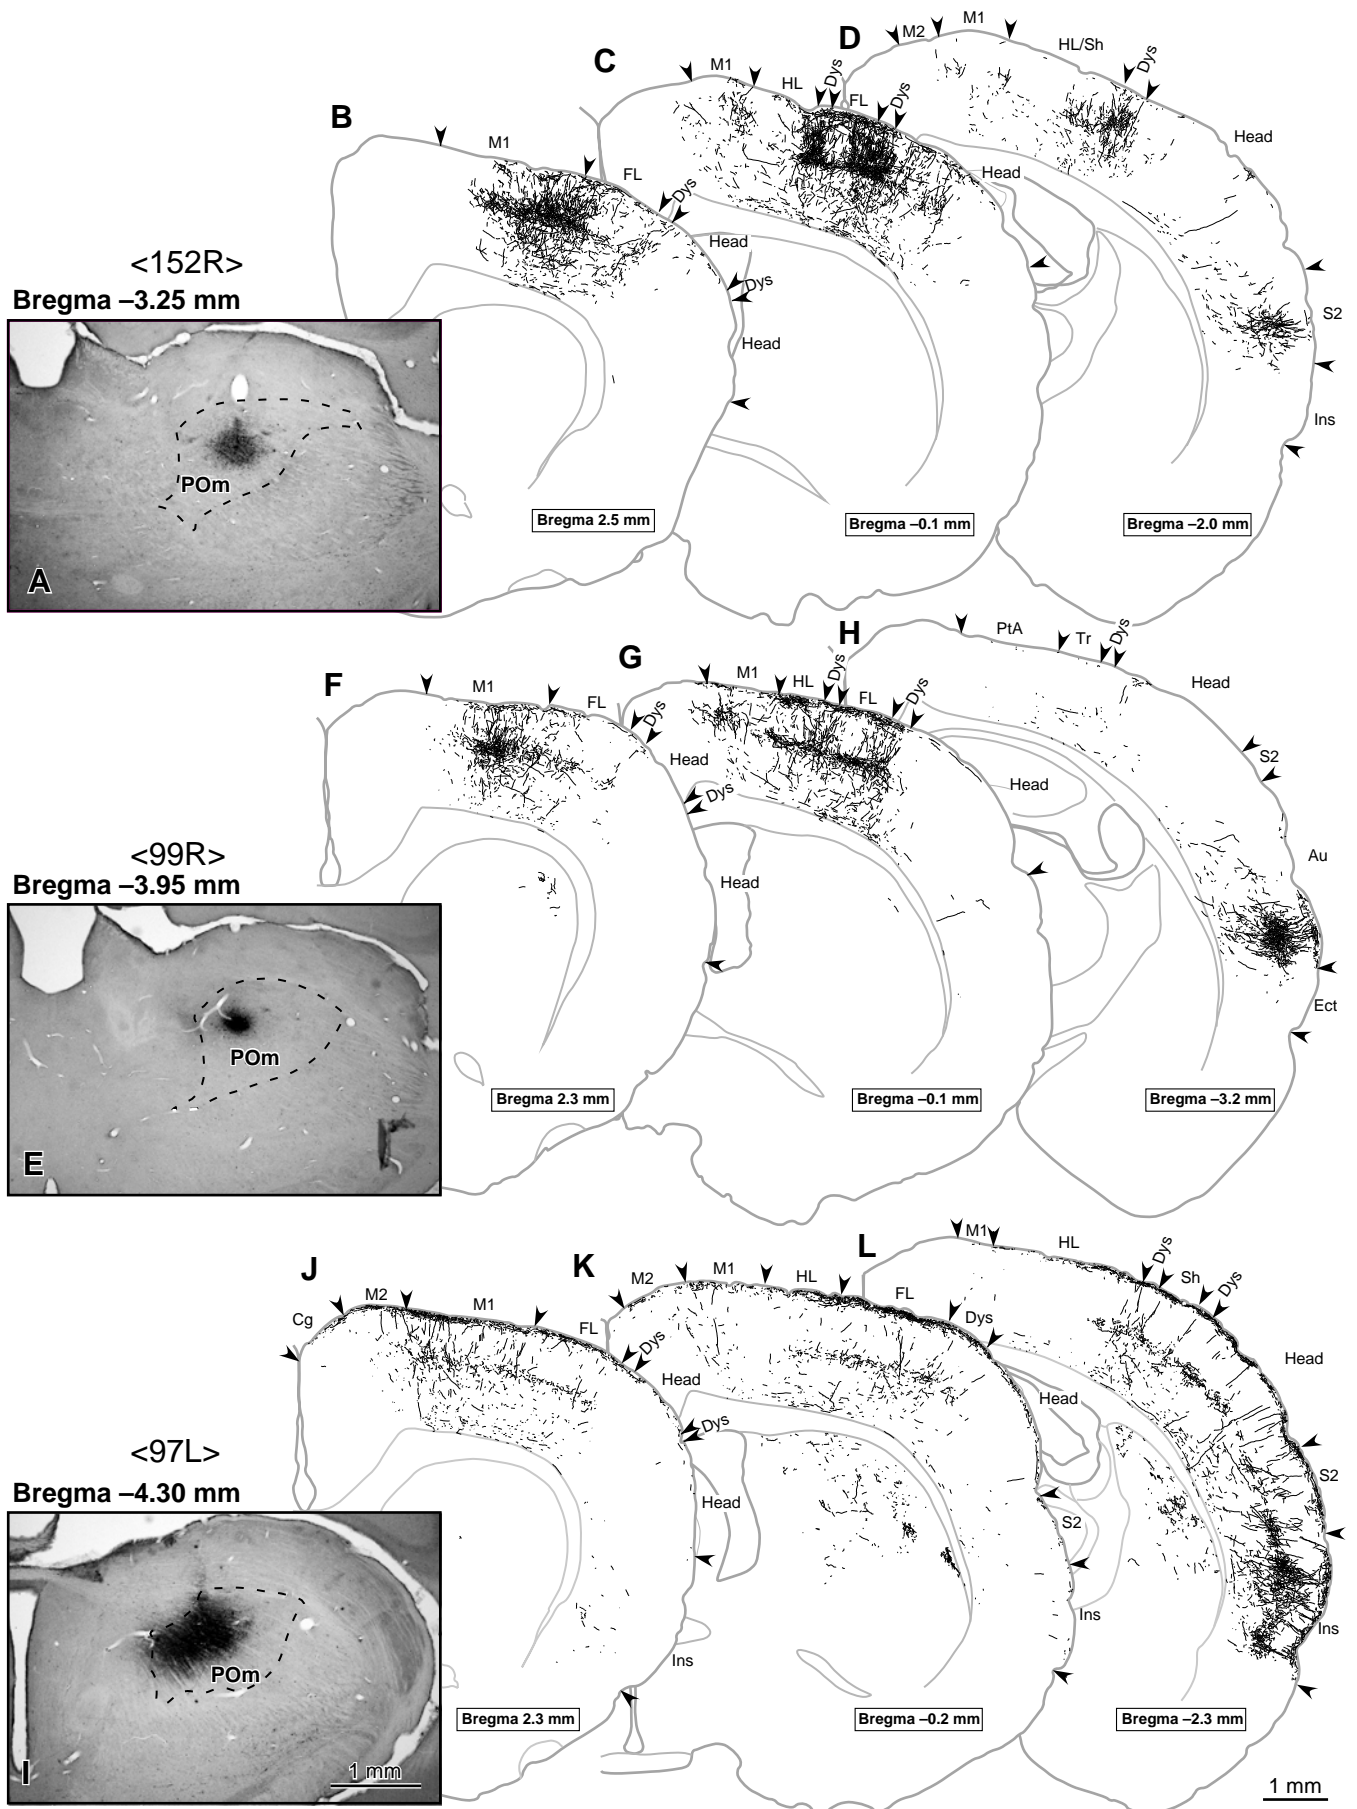 D
M2
M1
HL/Sh
Dys
Head
S2
Ins
Bregma –2.0 mm
C
M1
HL
Dys
FL
Dys
Head
Bregma –0.1 mm
B
M1
FL
Dys
Head
Dys
Head
Bregma 2.5 mm
<152R>
Bregma –3.25 mm
POm
A
H
PtA
Tr
Dys
Head
S2
Au
Ect
Bregma –3.2 mm
G
M1
HL
Dys
FL
Dys
Head
Bregma –0.1 mm
F
M1
FL
Dys
Head
Dys
Head
Bregma 2.3 mm
<99R>
Bregma –3.95 mm
POm
E
L
M1
HL
Dys
Sh
Dys
Head
S2
Ins
Bregma –2.3 mm
K
M2
M1
HL
FL
Dys
Head
S2
Ins
Bregma –0.2 mm
J
Cg
M2
M1
FL
Dys
Head
Dys
Head
Ins
Bregma 2.3 mm
<97L>
Bregma –4.30 mm
POm
I
1 mm
1 mm